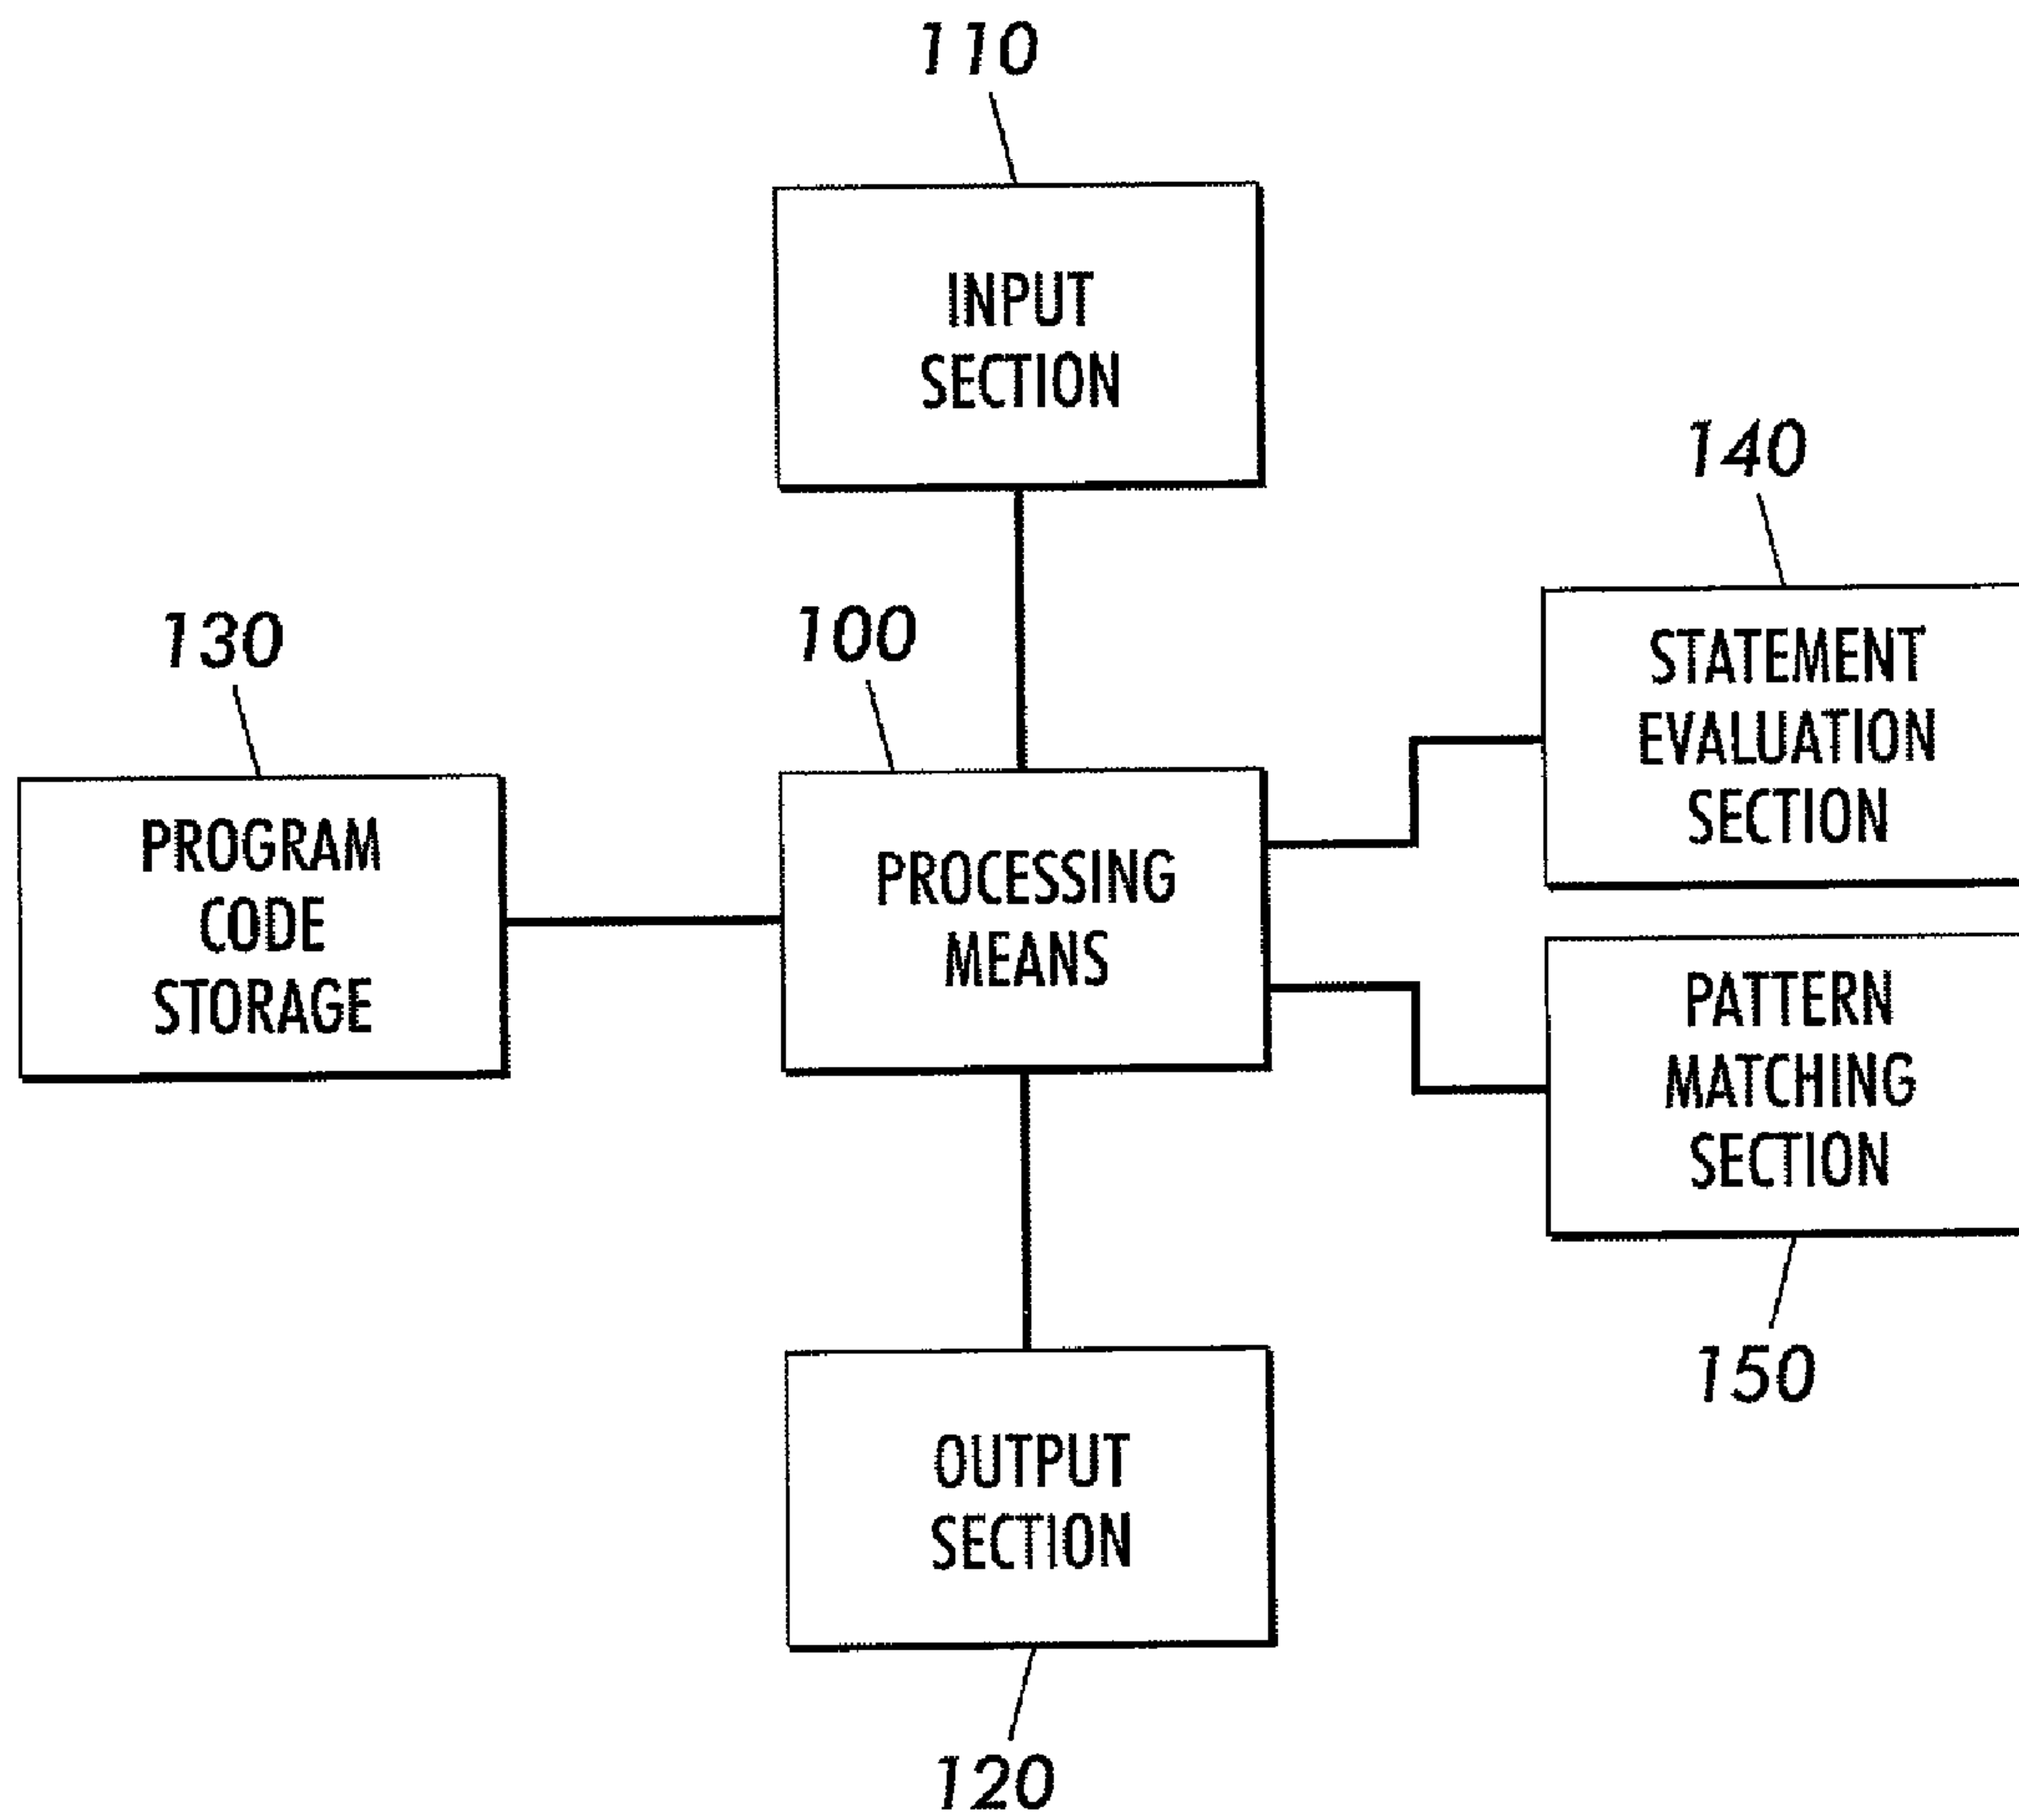 110
INPUT
SECTION
140
130
100
STATEMENT
EVALUATION
SECTION
PROGRAM
CODE
STORAGE
PROCESSING
MEANS
PATTERN
MATCHING
SECTION
150
OUTPUT
SECTION
120